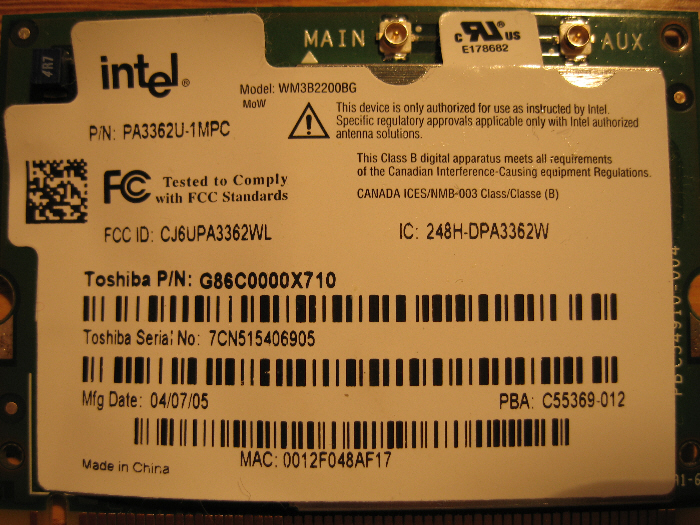 MAIN
c RU US
E178682
AUX
4R7
intel®
Model: WM3B2200BG
MoW
P/N: PA3362U-1MPC
This device is only authorized for use as instructed by Intel.
Specific regulatory approvals applicable only with Intel authorized
antenna solutions.
This Class B digital apparatus meets all requirements
of the Canadian Interference-Causing equipment Regulations.
FC Tested to Comply
with FCC Standards
CANADA ICES/NMB-003 Class/Classe (B)
FCC ID: CJ6UPA3362WL
IC: 248H-DPA3362W
Toshiba P/N: G86C0000X710
Toshiba Serial No: 7CN515406905
Mfg Date: 04/07/05
PBA: C55369-012
MAC: 0012F048AF17
Made in China